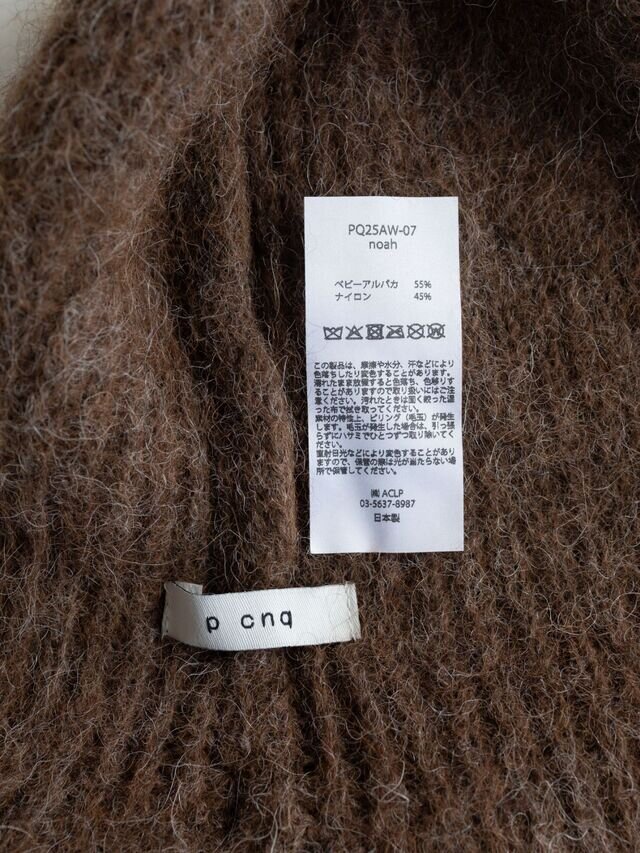 PQ25AW-07
noah
ベビーアルパカ 55%
ナイロン 45%
この製品は、摩擦や水分、汗などにより
色落ちしたり変色することがあります。
濡れたまま放置すると色落ち、色移りす
ることがありますので取り扱いにはご注
意ください。汚れたときは固く絞った湿
った布で拭き取ってください。
素材の特性上、ピリング(毛玉)が発生
します。毛玉が発生した場合は、引っ張
らずにハサミでひとつずつ取り除いてく
ださい。
直射日光などにより変色することがあり
ますので、保管の際は光が当たらない場
所で保管してください。
㈱ ACLP
03-5637-8987
日本製
p cnq